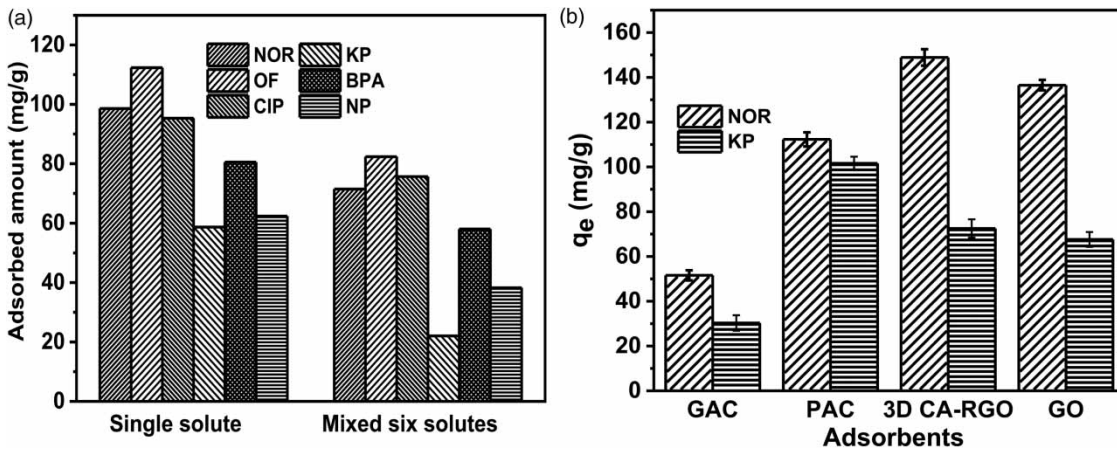 (a)
120
100
80
60
40
20
0
Adsorbed amount (mg/g)
NOR
OF
CIP
KP
BPA
NP
Single solute
Mixed six solutes
(b)
160
140
120
100
80
60
40
20
0
qe (mg/g)
NOR
KP
GAC
PAC
3D CA-RGO
GO
Adsorbents